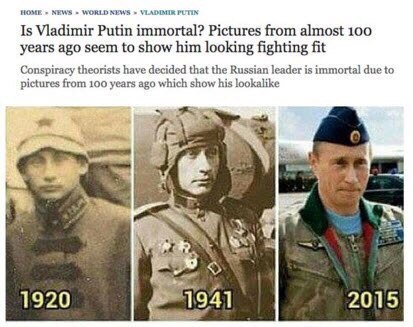 HOME » NEWS » WORLD NEWS » VLADIMIR PUTIN
Is Vladimir Putin immortal? Pictures from almost 100
years ago seem to show him looking fighting fit
Conspiracy theorists have decided that the Russian leader is immortal due to
pictures from 100 years ago which show his lookalike
1920 1941 2015